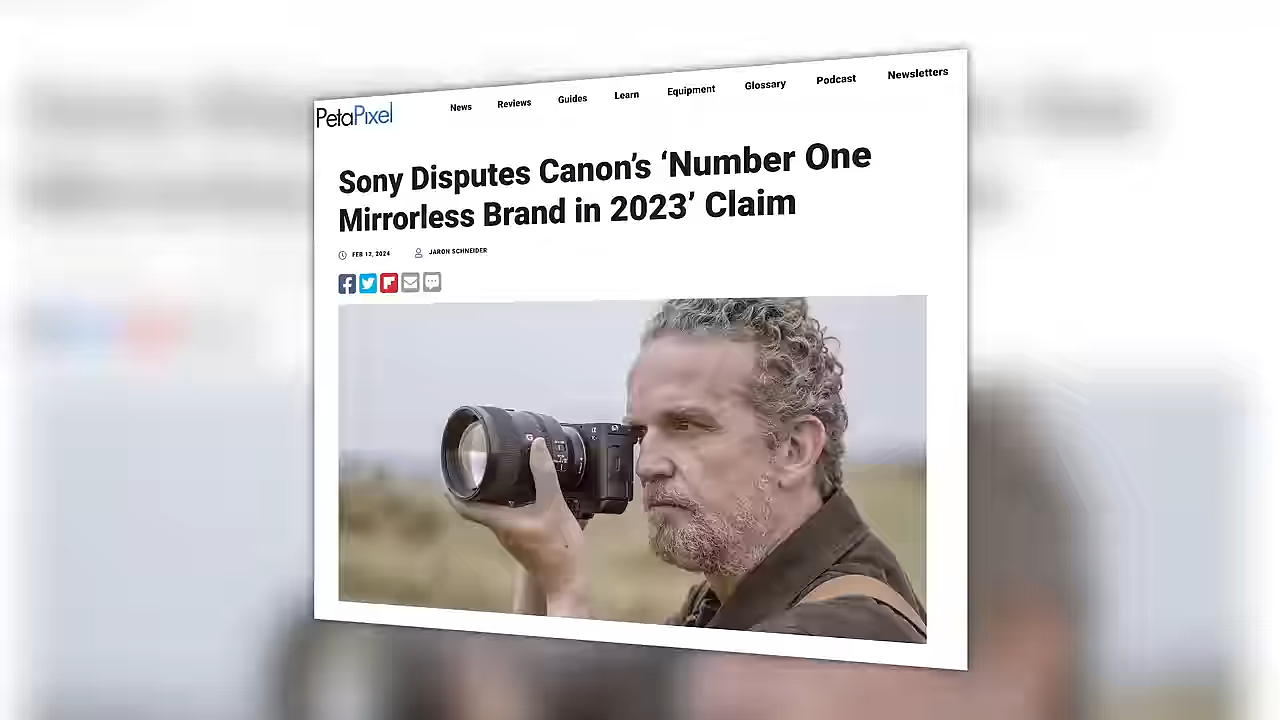 PetaPixel
News Reviews Guides Learn Equipment Glossary Podcast Newsletters
Sony Disputes Canon’s ‘Number One
Mirrorless Brand in 2023’ Claim
FEB 12, 2024 JARON SCHNEIDER
G